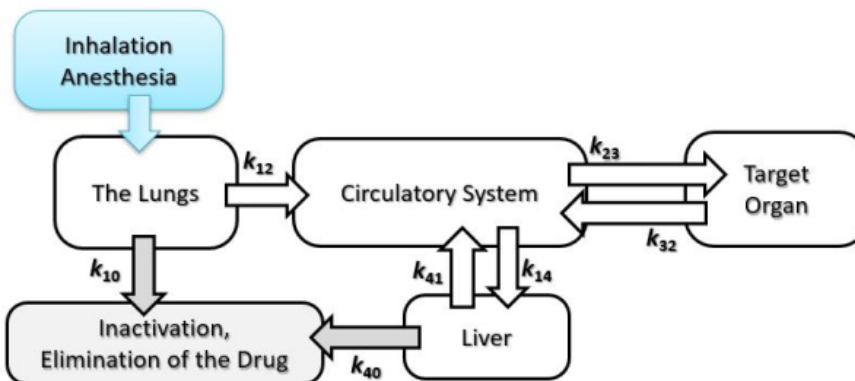 Inhalation
Anesthesia
The Lungs
k12
Circulatory System
k23
Target
Organ
k32
k10
k41
k14
Inactivation,
Elimination of the Drug
k40
Liver